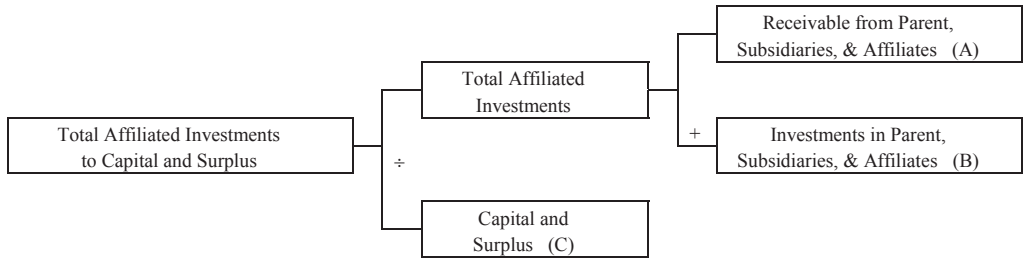 Receivable from Parent,
Subsidiaries, & Affiliates (A)
Total Affiliated
Investments
+
Investments in Parent,
Subsidiaries, & Affiliates (B)
Total Affiliated Investments
to Capital and Surplus
÷
Capital and
Surplus (C)